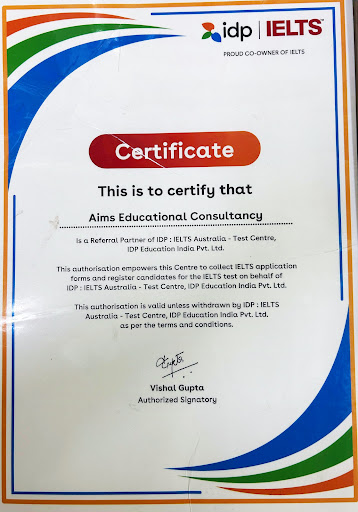 idp | IELTS™
PROUD CO-OWNER OF IELTS
Certificate
This is to certify that
Aims Educational Consultancy
Is a Referral Partner of IDP : IELTS Australia - Test Centre,
IDP Education India Pvt. Ltd.
This authorisation empowers this Centre to collect IELTS application
forms and register candidates for the IELTS test on behalf of
IDP : IELTS Australia - Test Centre, IDP Education India Pvt. Ltd.
This authorisation is valid unless withdrawn by IDP : IELTS
Australia - Test Centre, IDP Education India Pvt. Ltd.
as per the terms and conditions.
Vishal Gupta
Authorized Signatory